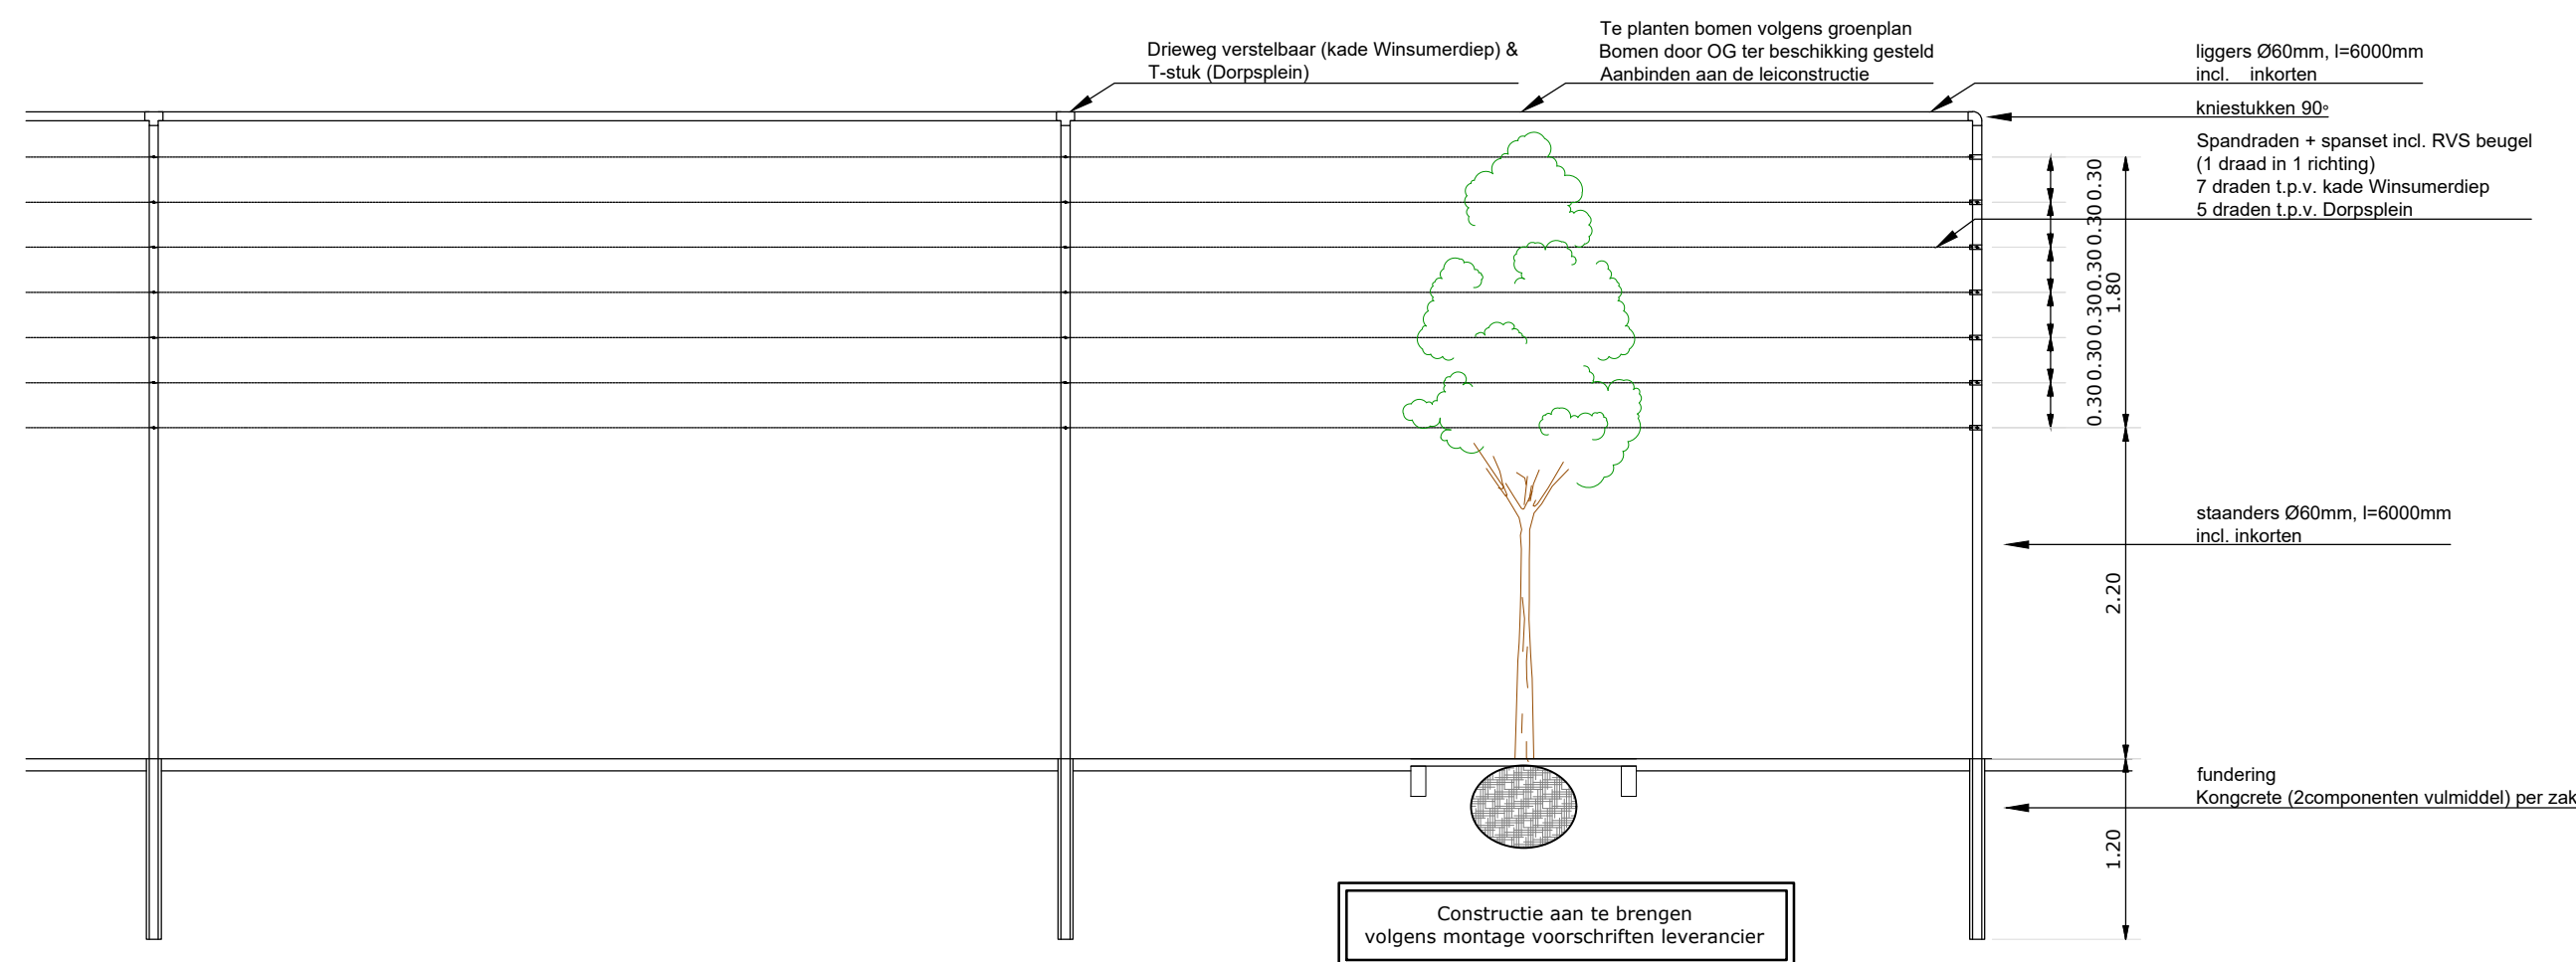 Drieweg verstelbaar (kade Winsumerdiep) &
T-stuk (Dorpsplein)
Te planten bomen volgens groenplan
Bomen door OG ter beschikking gesteld
Aanbinden aan de leiconstructie
liggers Ø60mm, l=6000mm
incl. inkorten
kniestukken 90°
Spandraden + spanset incl. RVS beugel
(1 draad in 1 richting)
7 draden t.p.v. kade Winsumerdiep
5 draden t.p.v. Dorpsplein
0.30
0.30
0.30
0.30
0.30
0.30
1.80
staanders Ø60mm, l=6000mm
incl. inkorten
2.20
fundering
Kongcrete (2componenten vulmiddel) per zak
1.20
Constructie aan te brengen
volgens montage voorschriften leverancier